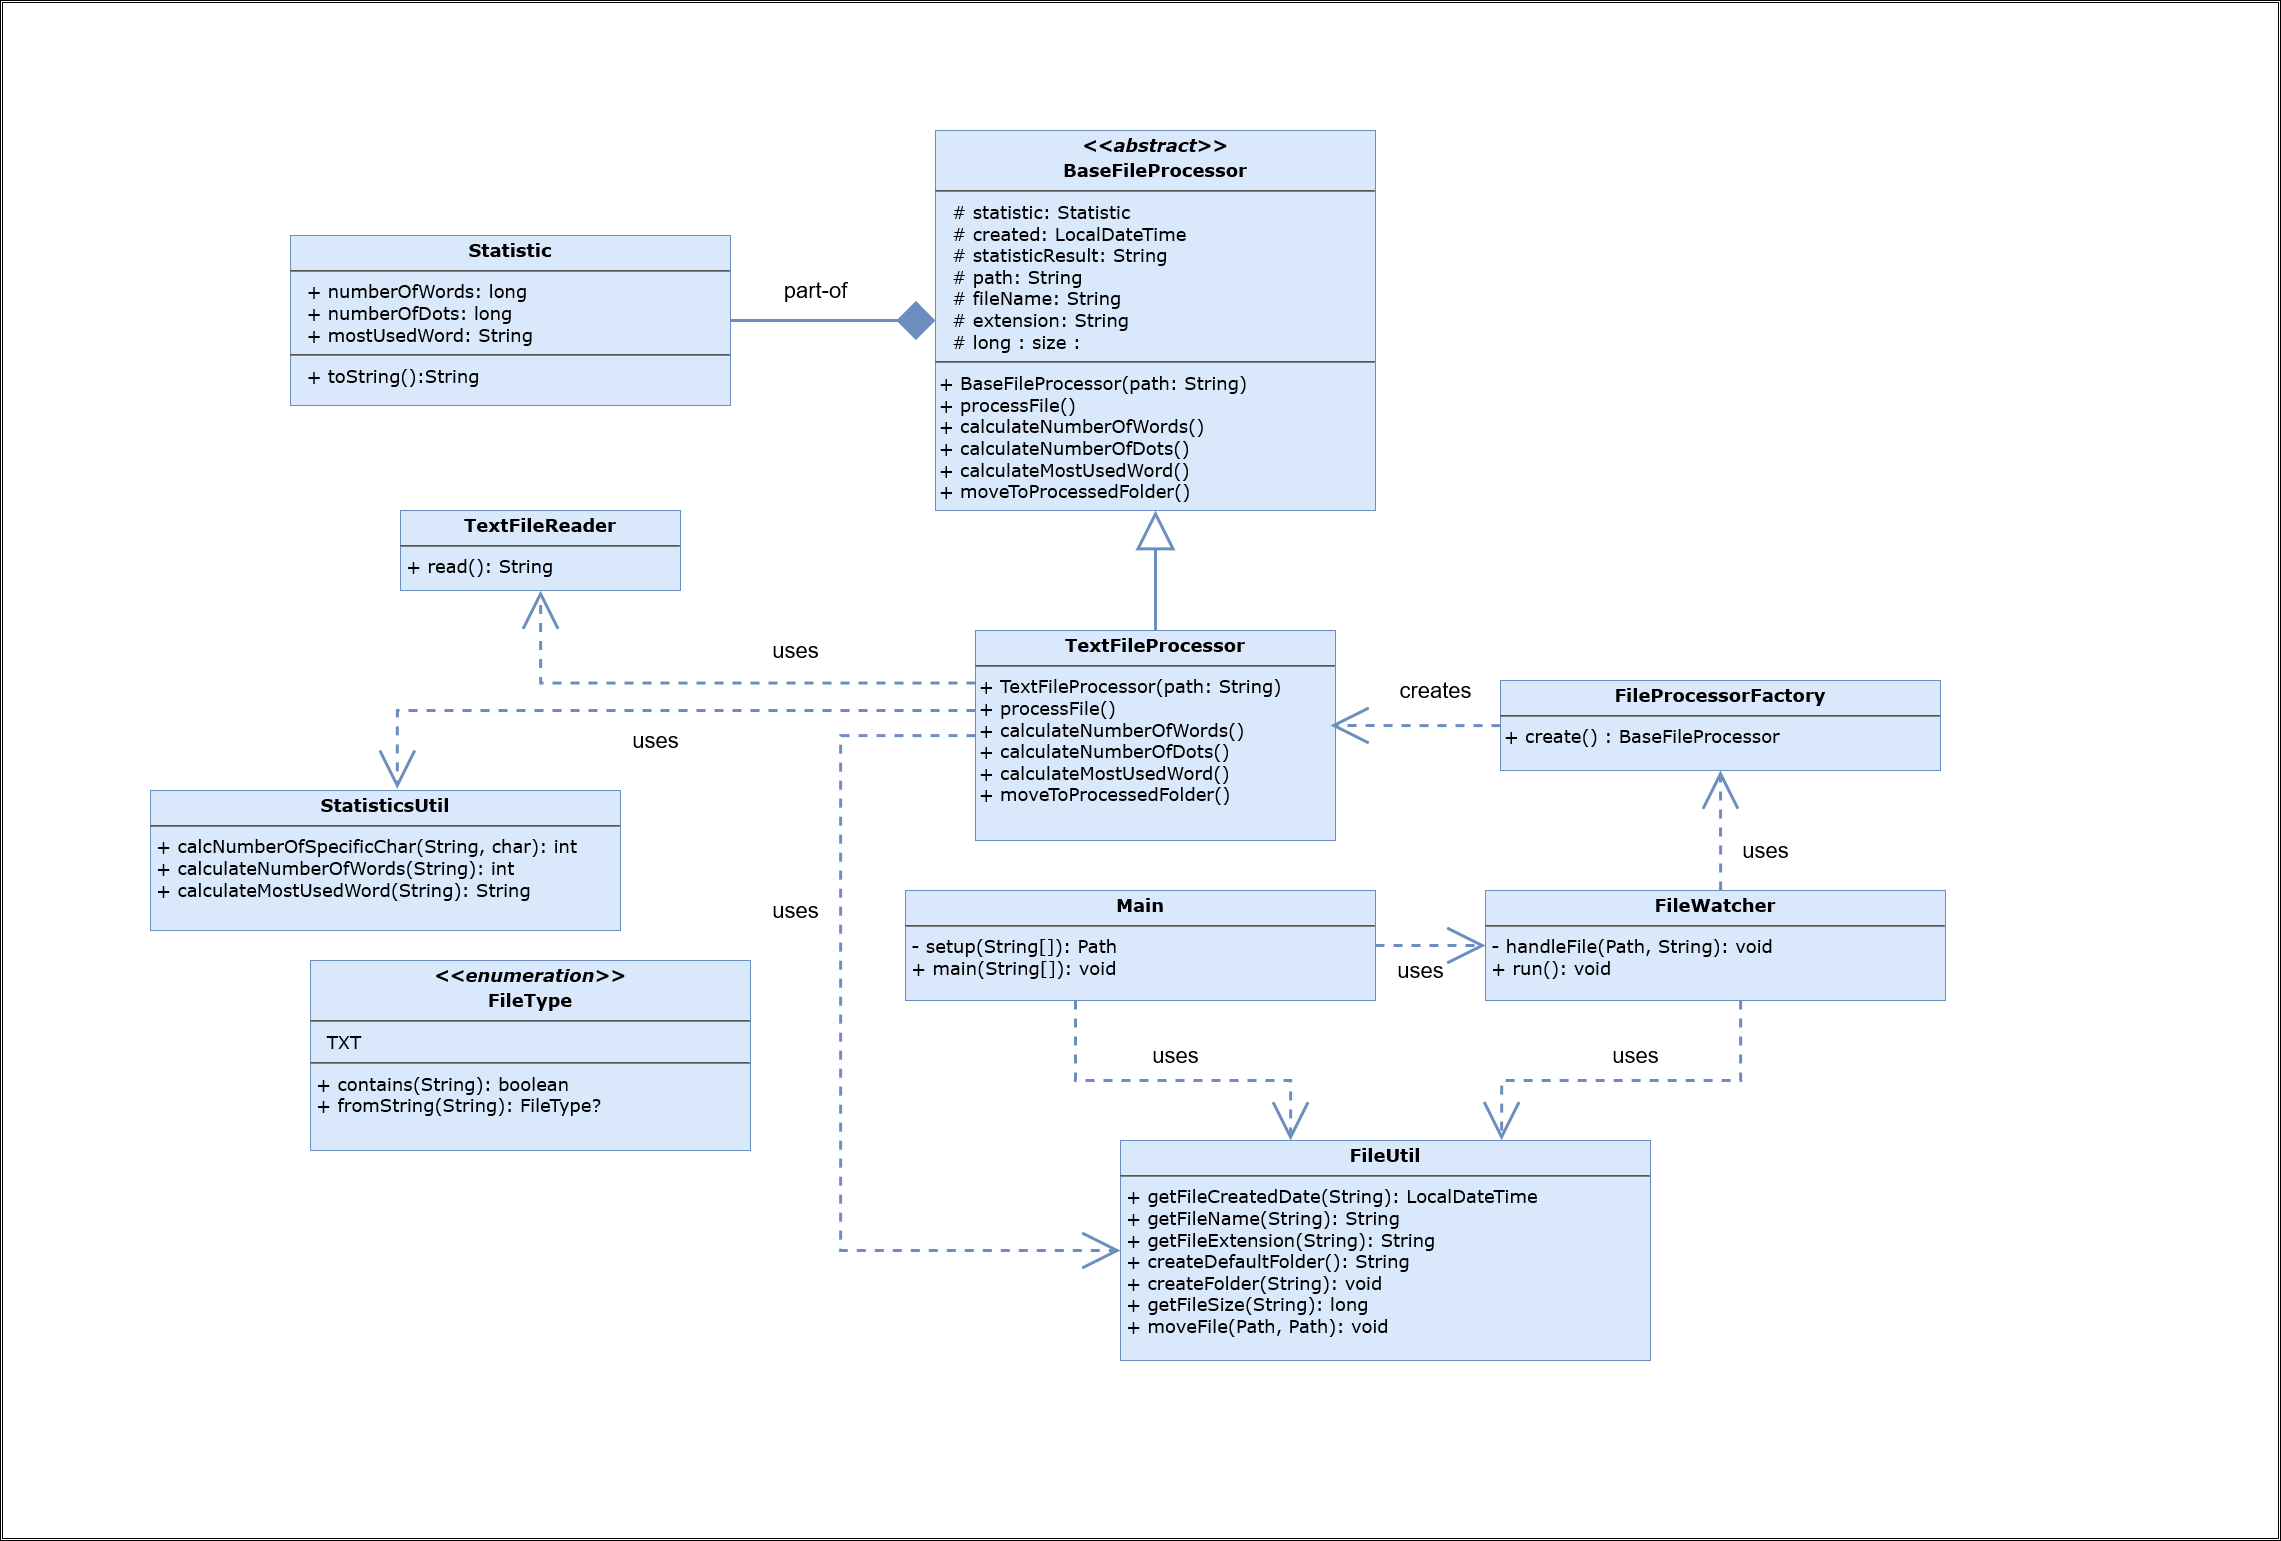 <<abstract>>
BaseFileProcessor
# statistic: Statistic
# created: LocalDateTime
# statisticResult: String
# path: String
# fileName: String
# extension: String
# long : size :
+ BaseFileProcessor(path: String)
+ processFile()
+ calculateNumberOfWords()
+ calculateNumberOfDots()
+ calculateMostUsedWord()
+ moveToProcessedFolder()
Statistic
+ numberOfWords: long
+ numberOfDots: long
+ mostUsedWord: String
+ toString():String
part-of
TextFileReader
+ read(): String
uses
TextFileProcessor
+ TextFileProcessor(path: String)
+ processFile()
+ calculateNumberOfWords()
+ calculateNumberOfDots()
+ calculateMostUsedWord()
+ moveToProcessedFolder()
creates
FileProcessorFactory
+ create() : BaseFileProcessor
uses
StatisticsUtil
+ calcNumberOfSpecificChar(String, char): int
+ calculateNumberOfWords(String): int
+ calculateMostUsedWord(String): String
uses
uses
Main
- setup(String[]): Path
+ main(String[]): void
uses
FileWatcher
- handleFile(Path, String): void
+ run(): void
<<enumeration>>
FileType
TXT
+ contains(String): boolean
+ fromString(String): FileType?
uses
uses
FileUtil
+ getFileCreatedDate(String): LocalDateTime
+ getFileName(String): String
+ getFileExtension(String): String
+ createDefaultFolder(): String
+ createFolder(String): void
+ getFileSize(String): long
+ moveFile(Path, Path): void